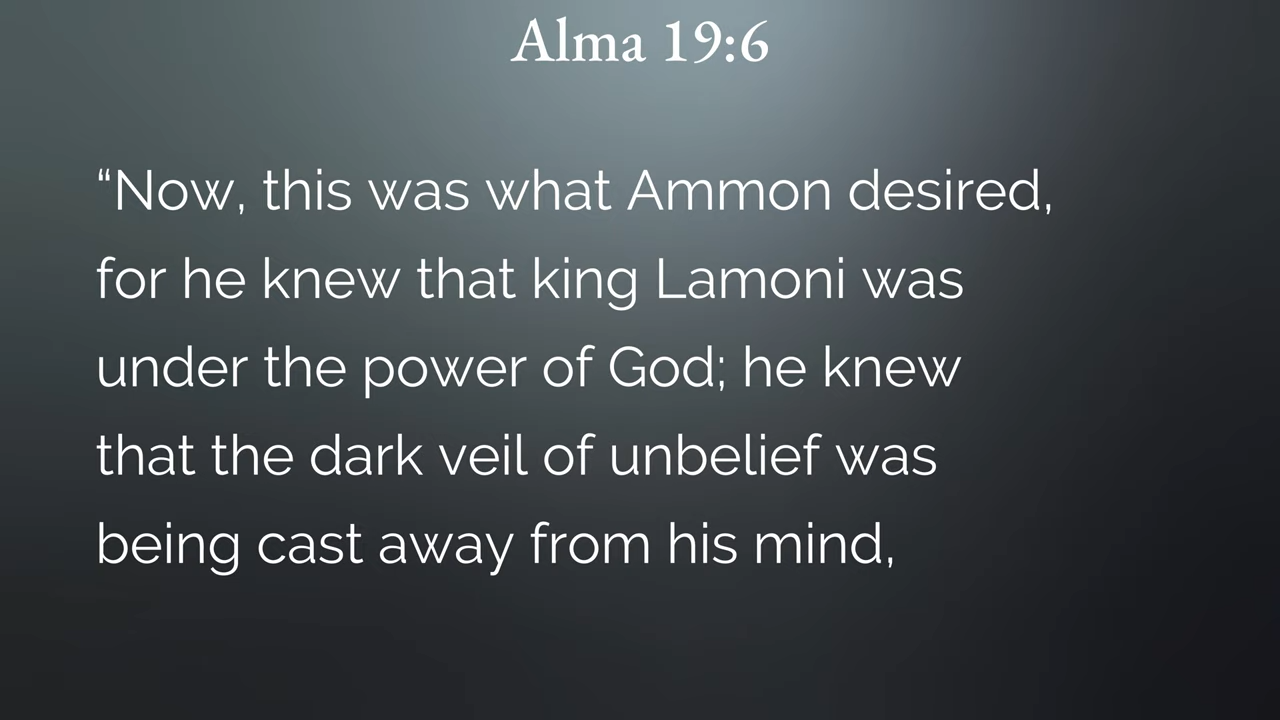 Alma 19:6
“Now, this was what Ammon desired,
for he knew that king Lamoni was
under the power of God; he knew
that the dark veil of unbelief was
being cast away from his mind,